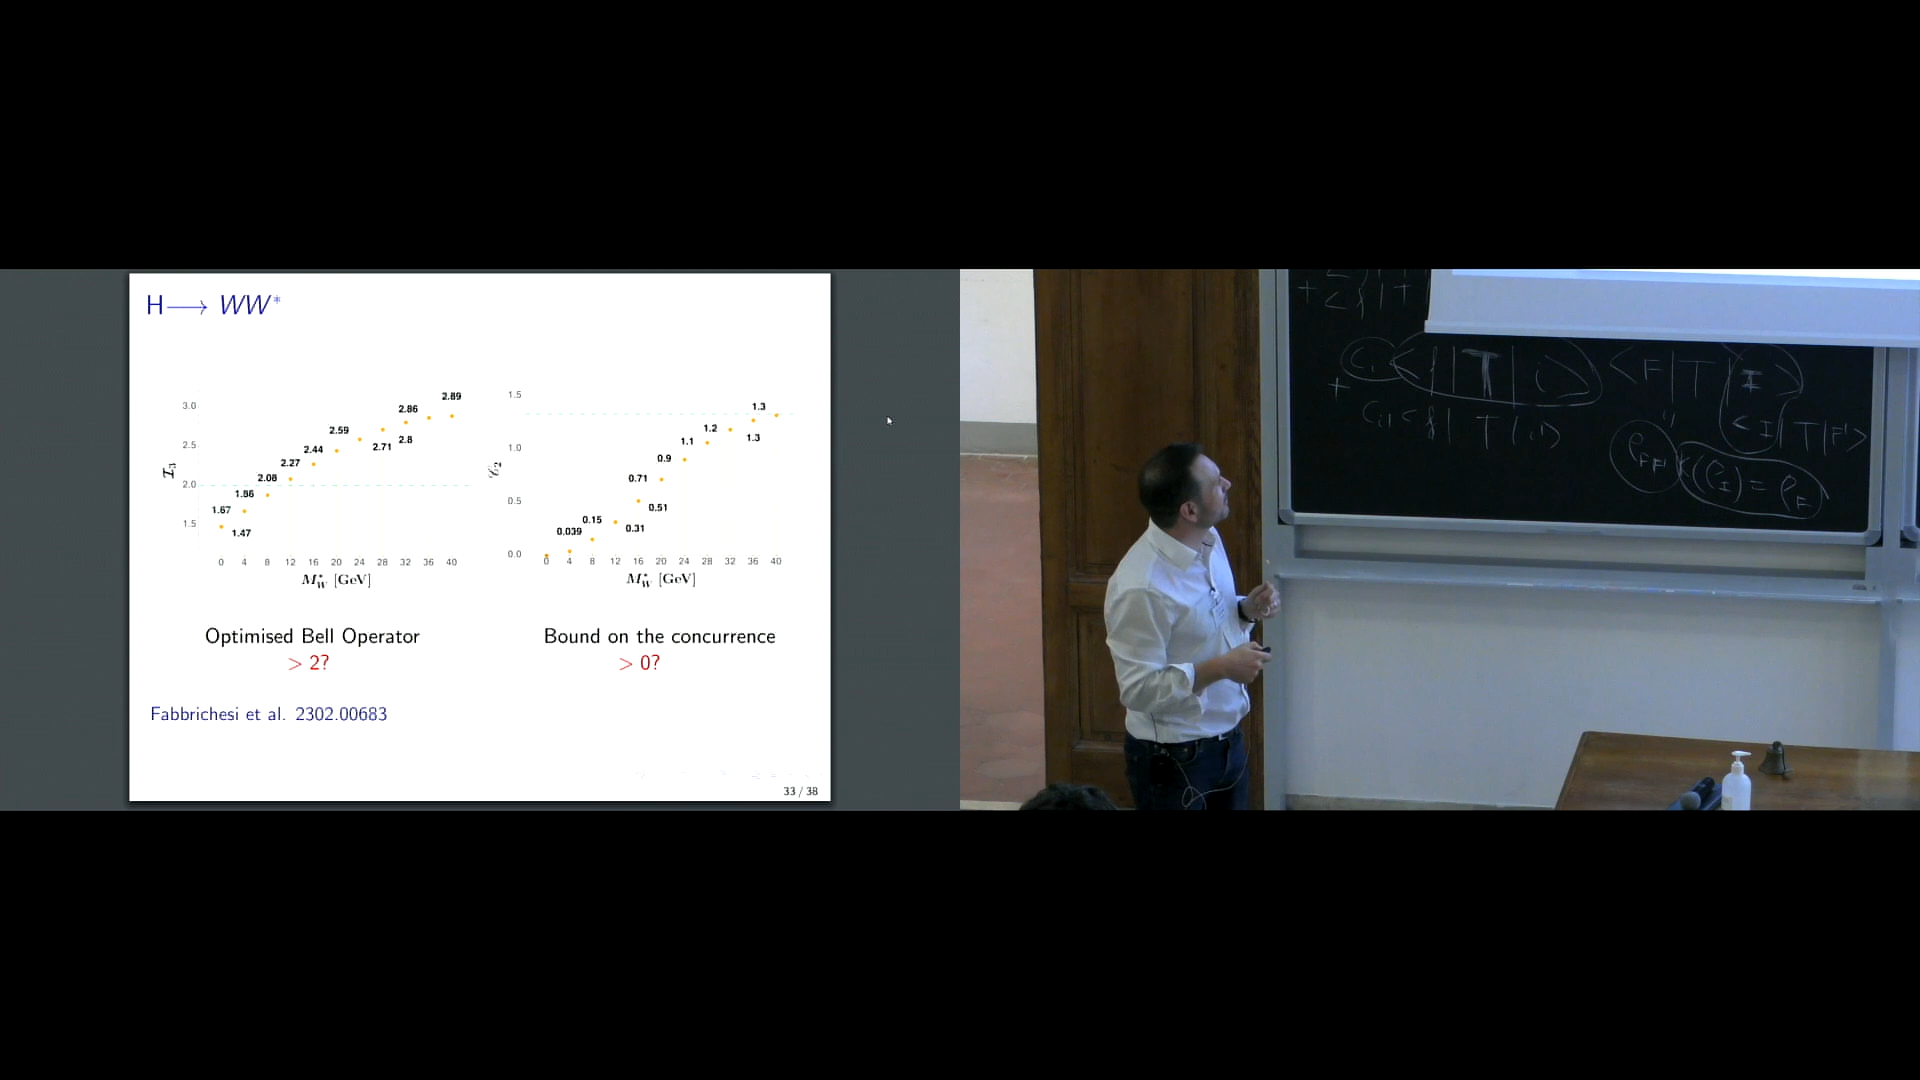 H ⟶ WW*
3.0
2.5
2.0
1.5
I₃
1.67
1.47
1.86
2.08
2.27
2.44
2.59
2.71
2.8
2.86
2.89
0 4 8 12 16 20 24 28 32 36 40
M*W [GeV]
1.5
1.0
0.5
0.0
𝒞₂
0.039
0.15
0.31
0.51
0.71
0.9
1.1
1.2
1.3
1.3
0 4 8 12 16 20 24 28 32 36 40
M*W [GeV]
Optimised Bell Operator
> 2?
Bound on the concurrence
> 0?
Fabbrichesi et al. 2302.00683
33 / 38
<F|T|I>
<I|T|F'>